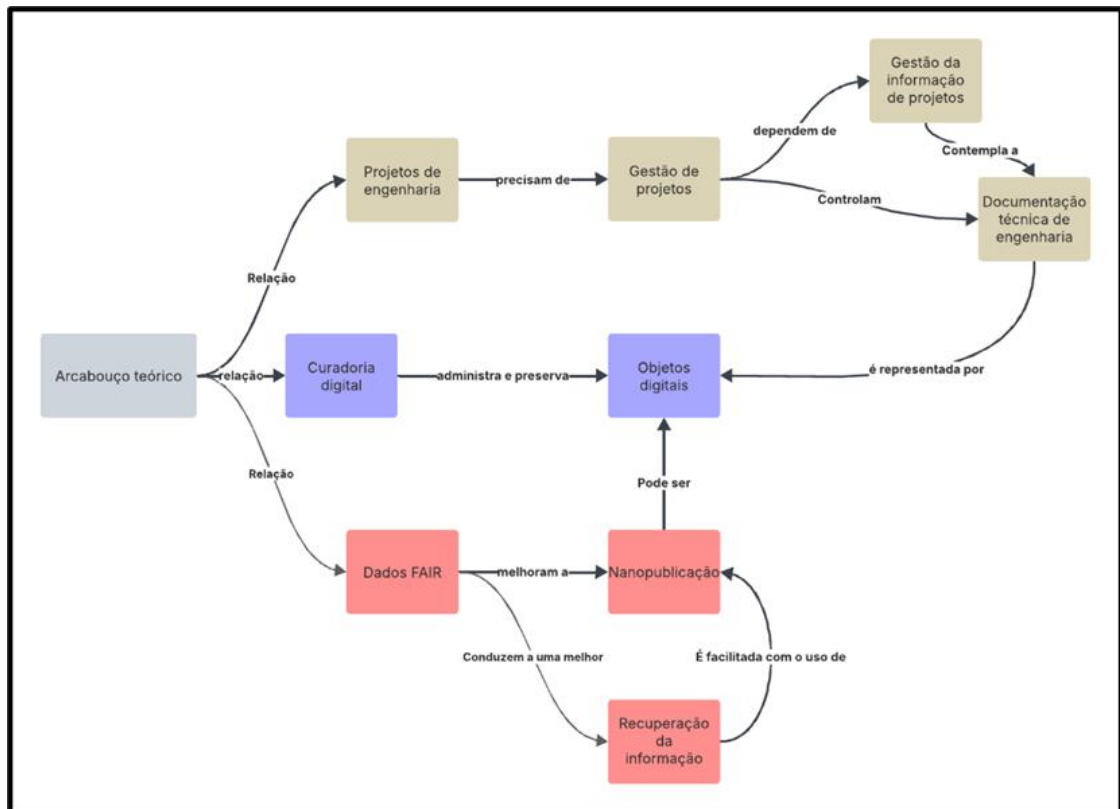 Gestão da
informação
de projetos
dependem de
Contempla a
Projetos de
engenharia
precisam de
Gestão de
projetos
Controlam
Documentação
técnica de
engenharia
Relação
Arcabouço teórico
relação
Curadoria
digital
administra e preserva
Objetos
digitais
é representada por
Relação
Pode ser
Dados FAIR
melhoram a
Nanopublicação
Conduzem a uma melhor
É facilitada com o uso de
Recuperação
da
informação